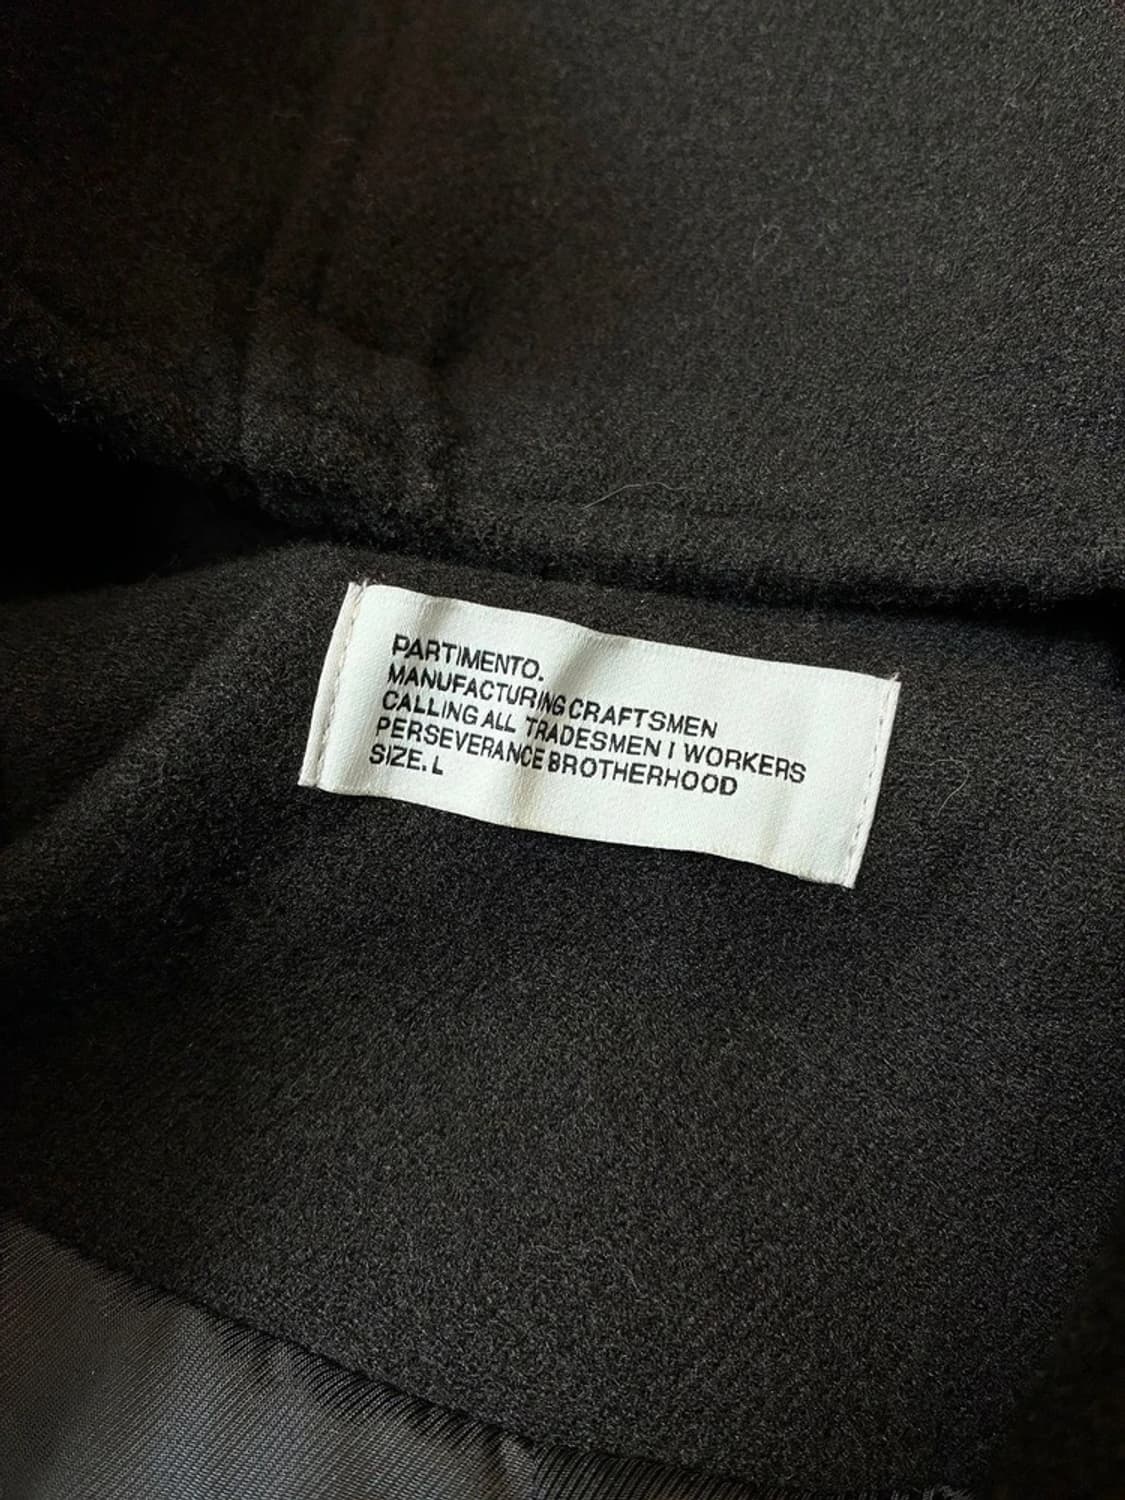 PARTIMENTO.
MANUFACTURING CRAFTSMEN
CALLING ALL TRADESMEN I WORKERS
PERSEVERANCE BROTHERHOOD
SIZE. L